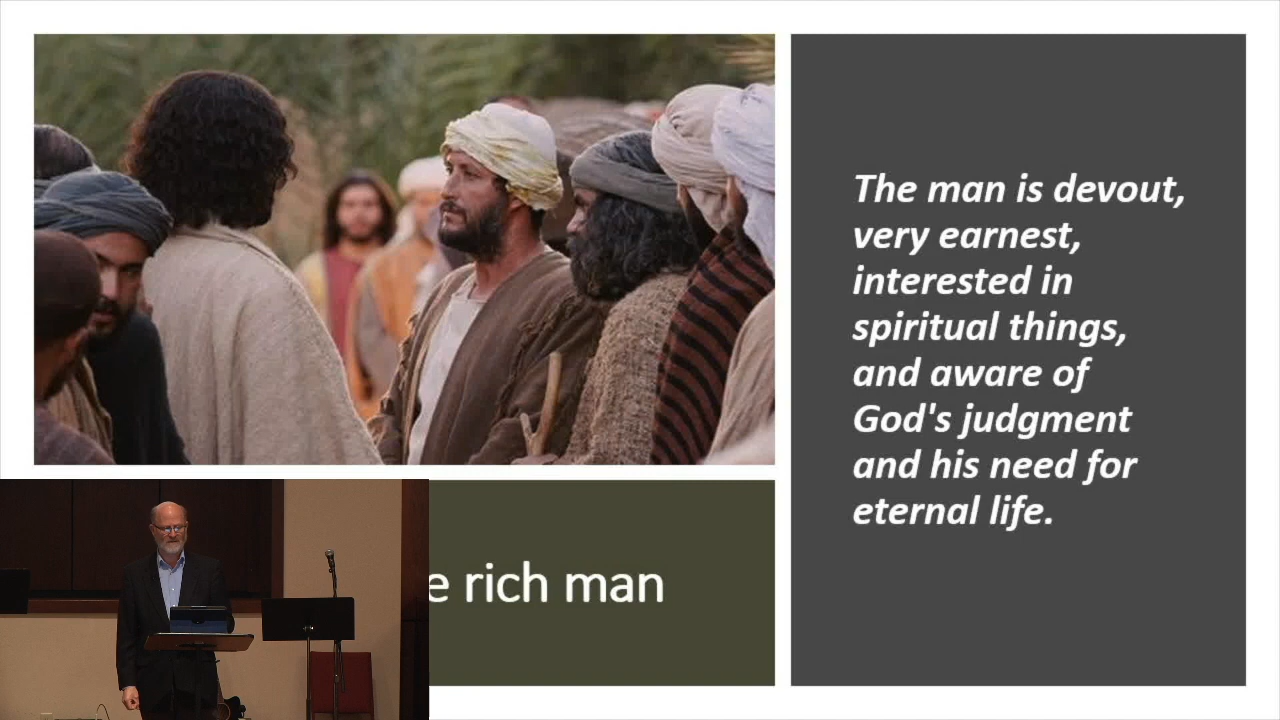 The man is devout,
very earnest,
interested in
spiritual things,
and aware of
God's judgment
and his need for
eternal life.
rich man